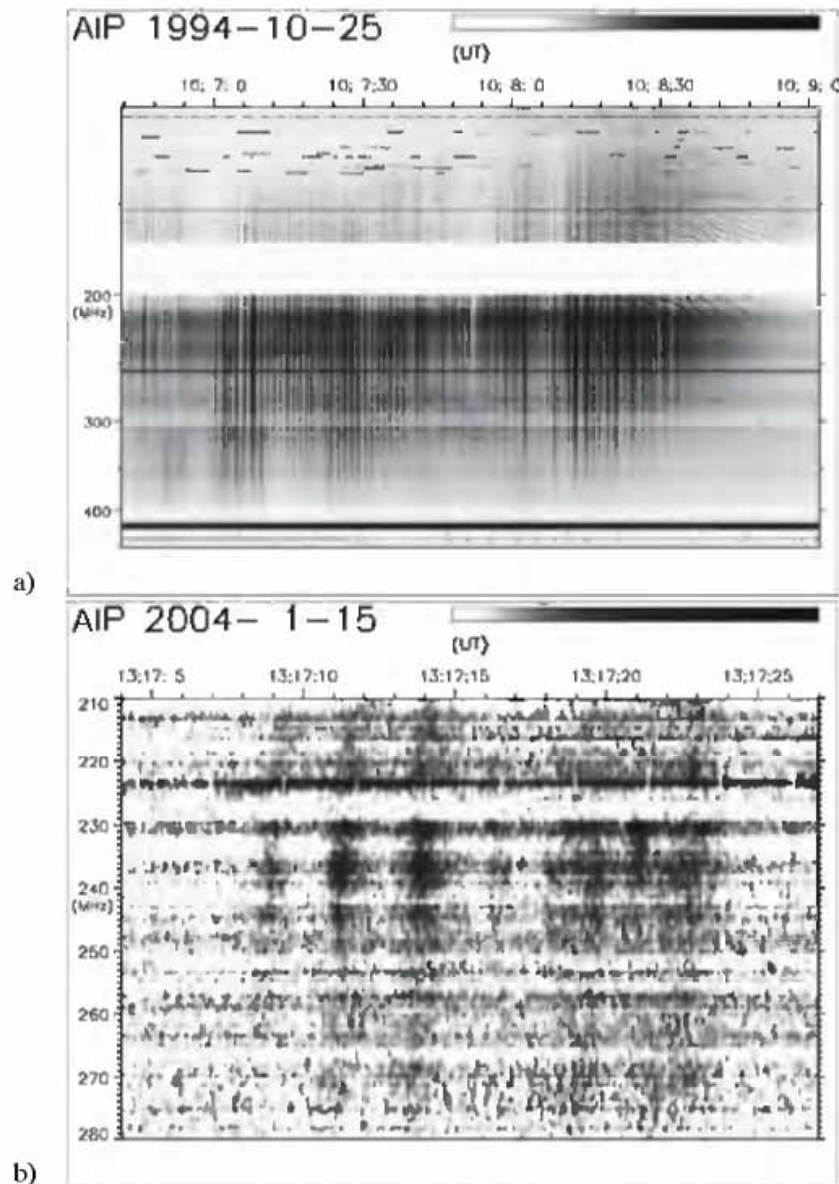 AIP 1994-10-25
(UT)
10; 7; 0 10; 7;30 10; 8; 0 10; 8;30 10; 9; 0
200
(MHz)
300
400
a)
AIP 2004- 1-15
(UT)
13;17; 5 13;17;10 13;17;15 13;17;20 13;17;25
210
220
230
240
(MHz)
250
260
270
280
b)